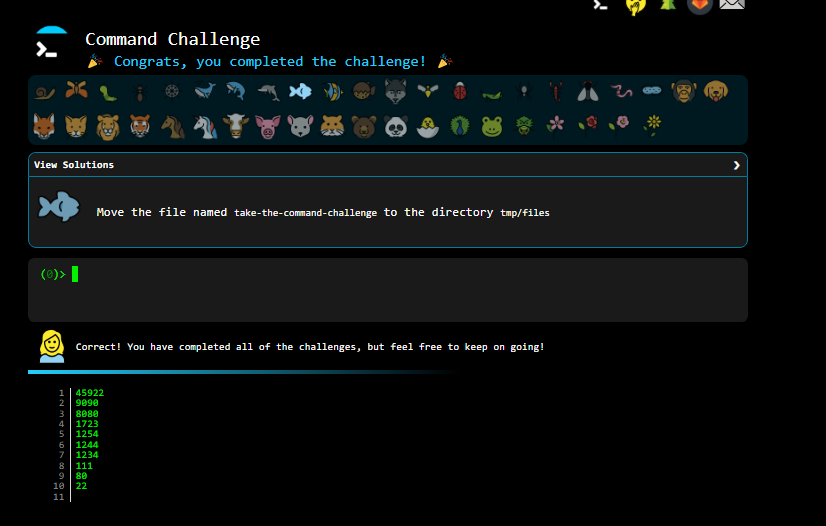 Command Challenge
🎉 Congrats, you completed the challenge! 🎉
View Solutions ❯
Move the file named take-the-command-challenge to the directory tmp/files
(0)>
Correct! You have completed all of the challenges, but feel free to keep on going!
1 45922
2 9090
3 8080
4 1723
5 1254
6 1244
7 1234
8 111
9 80
10 22
11